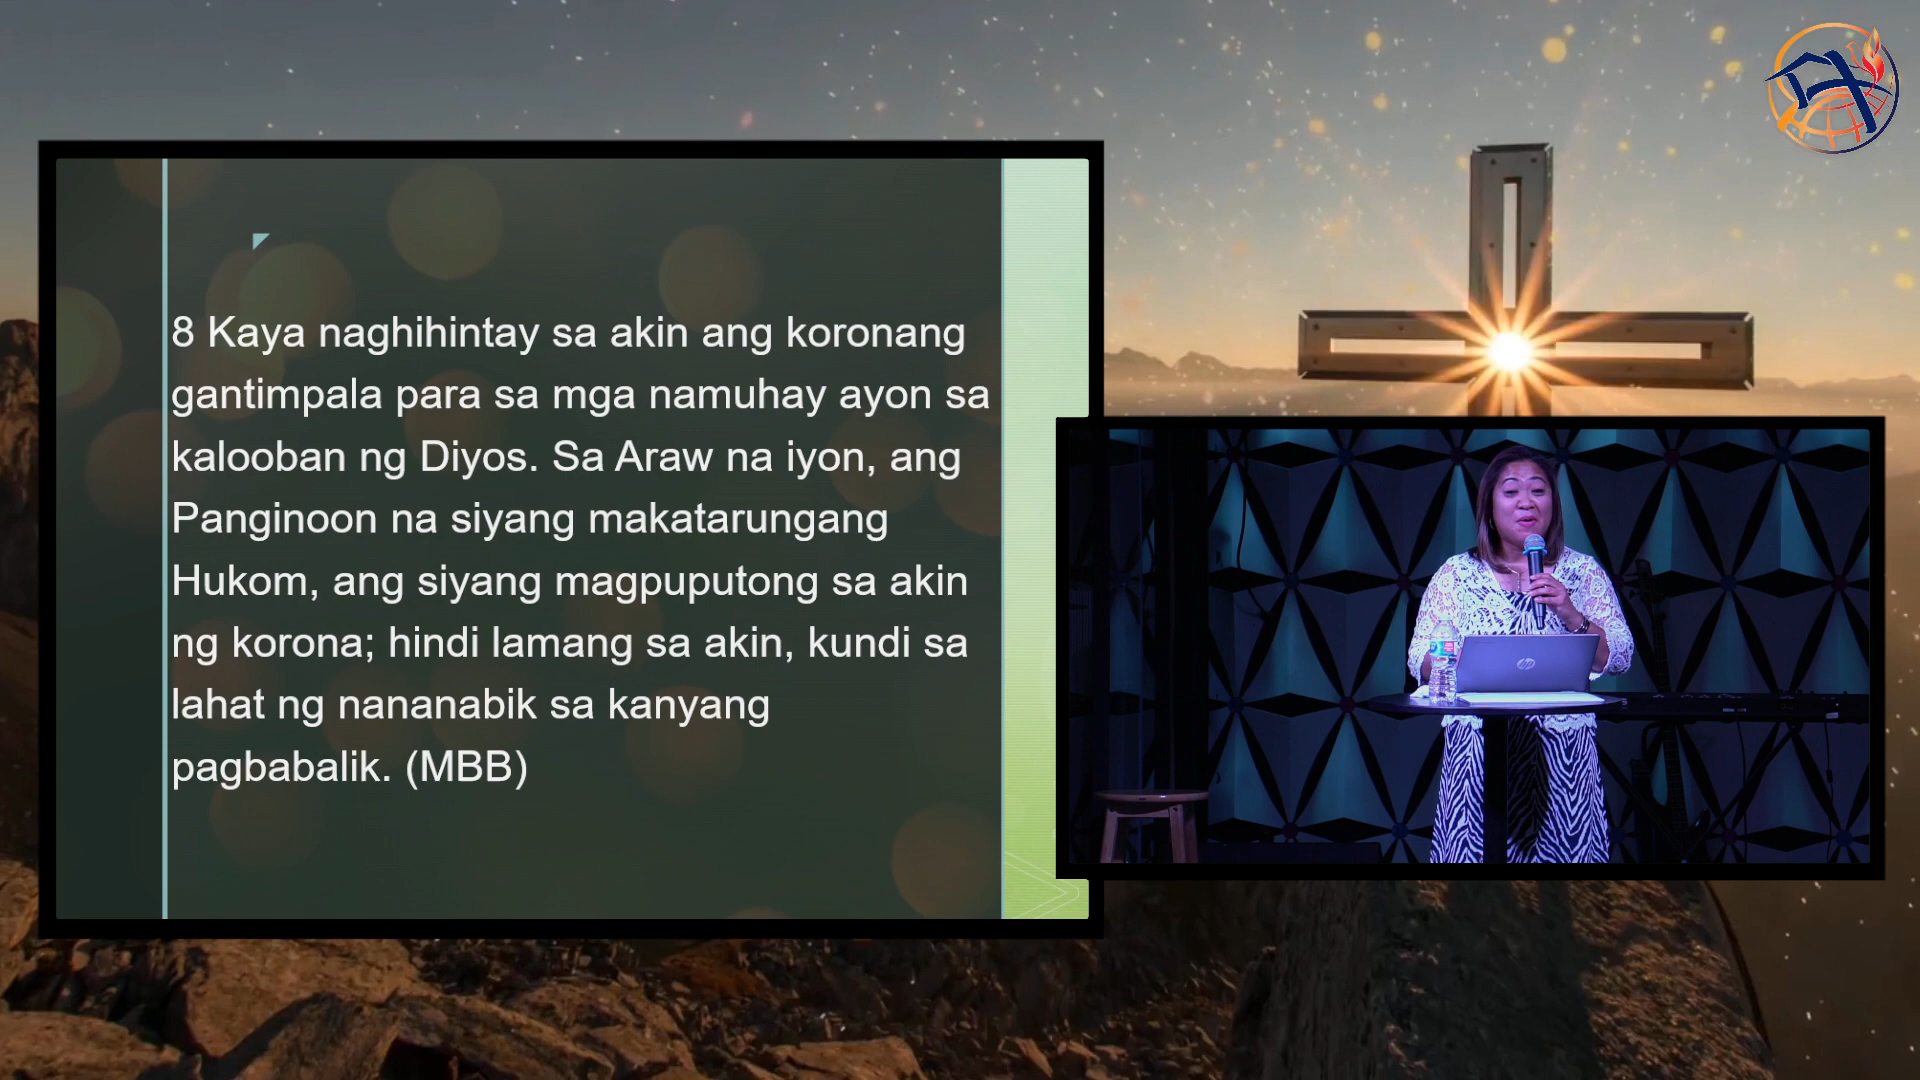 8 Kaya naghihintay sa akin ang koronang
gantimpala para sa mga namuhay ayon sa
kalooban ng Diyos. Sa Araw na iyon, ang
Panginoon na siyang makatarungang
Hukom, ang siyang magpuputong sa akin
ng korona; hindi lamang sa akin, kundi sa
lahat ng nananabik sa kanyang
pagbabalik. (MBB)
hp